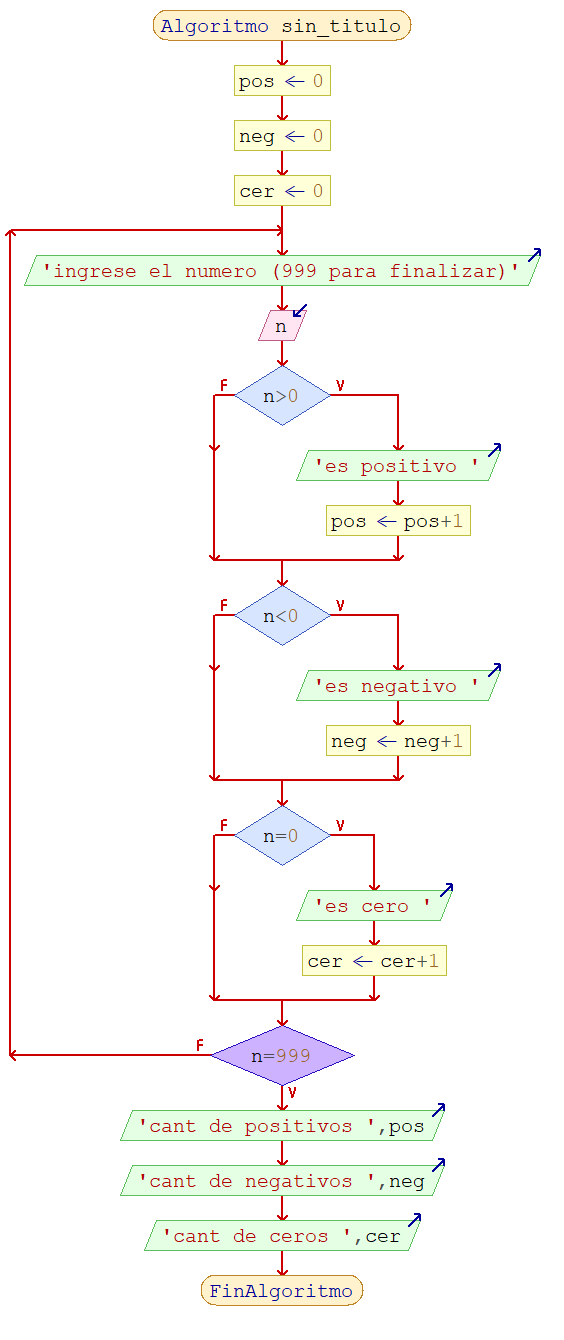 Algoritmo sin_titulo
pos ← 0
neg ← 0
cer ← 0
'ingrese el numero (999 para finalizar)'
n
F n>0 V
'es positivo '
pos ← pos+1
F n<0 V
'es negativo '
neg ← neg+1
F n=0 V
'es cero '
cer ← cer+1
F n=999
V
'cant de positivos ',pos
'cant de negativos ',neg
'cant de ceros ',cer
FinAlgoritmo